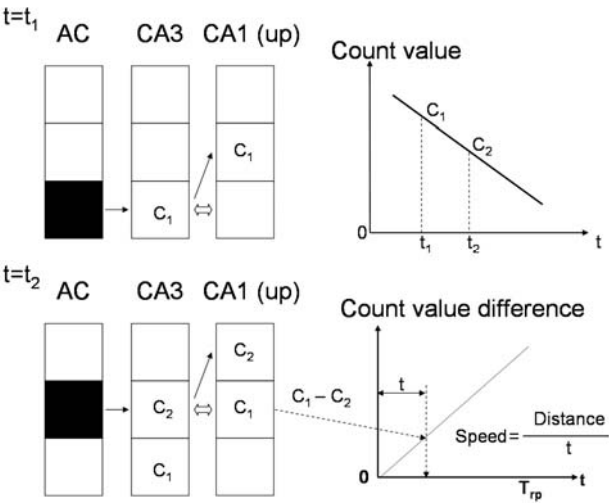 t=t1
AC CA3 CA1 (up)
C1
C1
Count value
C1
C2
0
t1 t2 t
t=t2
AC CA3 CA1 (up)
C2
C2 C1
C1
C1 – C2
Count value difference
t
Speed = Distance / t
0
Trp t